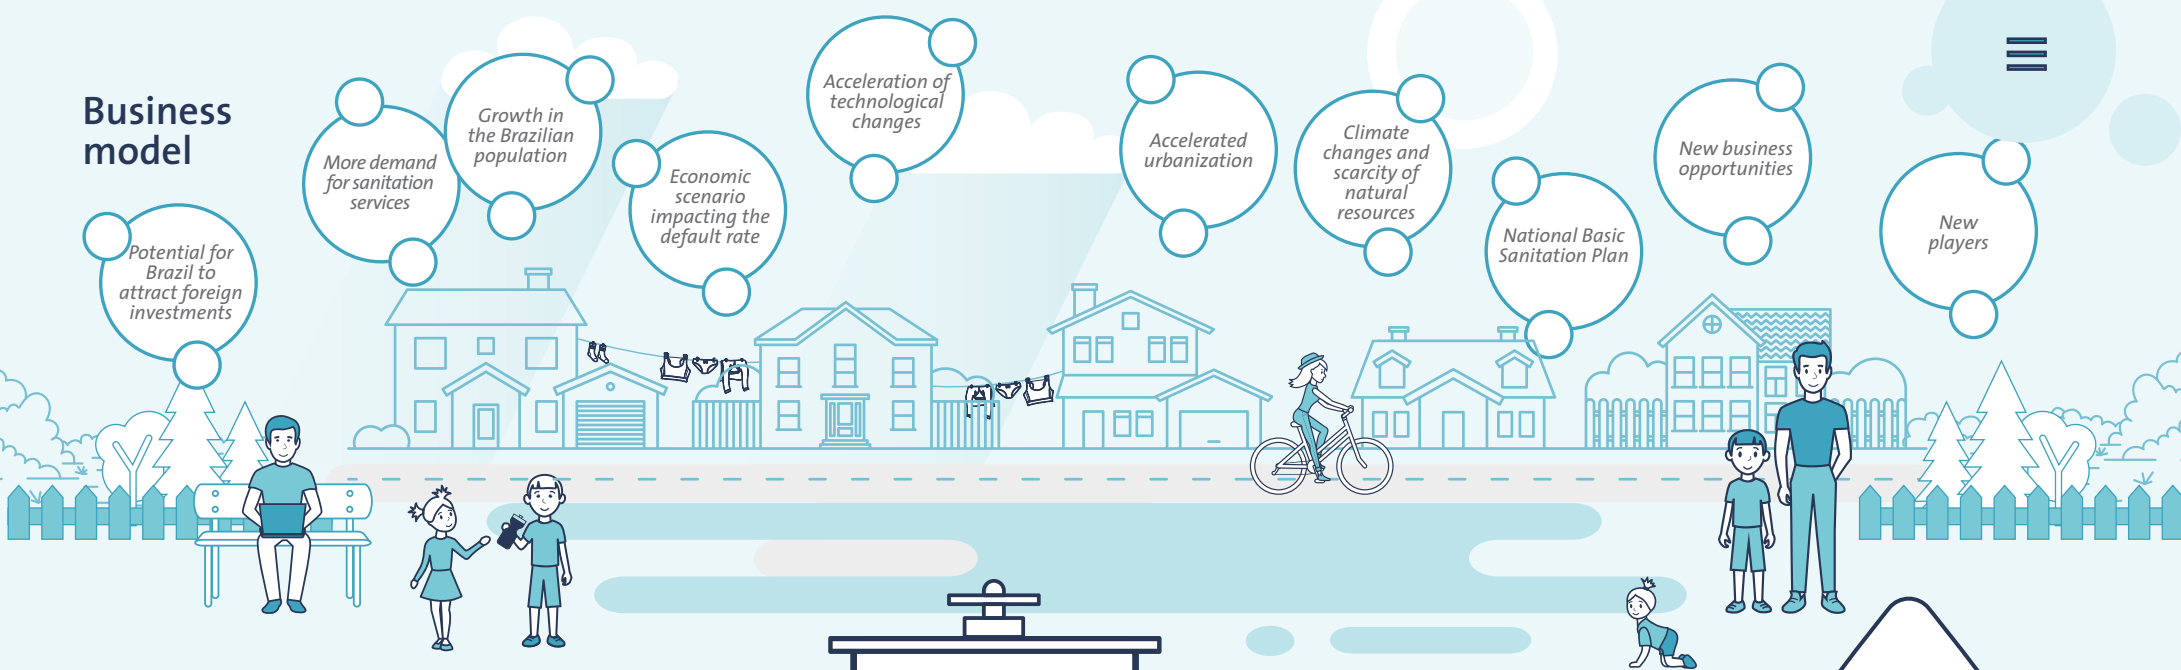 Business
model
Potential for
Brazil to
attract foreign
investments
More demand
for sanitation
services
Growth in
the Brazilian
population
Economic
scenario
impacting the
default rate
Acceleration of
technological
changes
Accelerated
urbanization
Climate
changes and
scarcity of
natural
resources
National Basic
Sanitation Plan
New business
opportunities
New
players